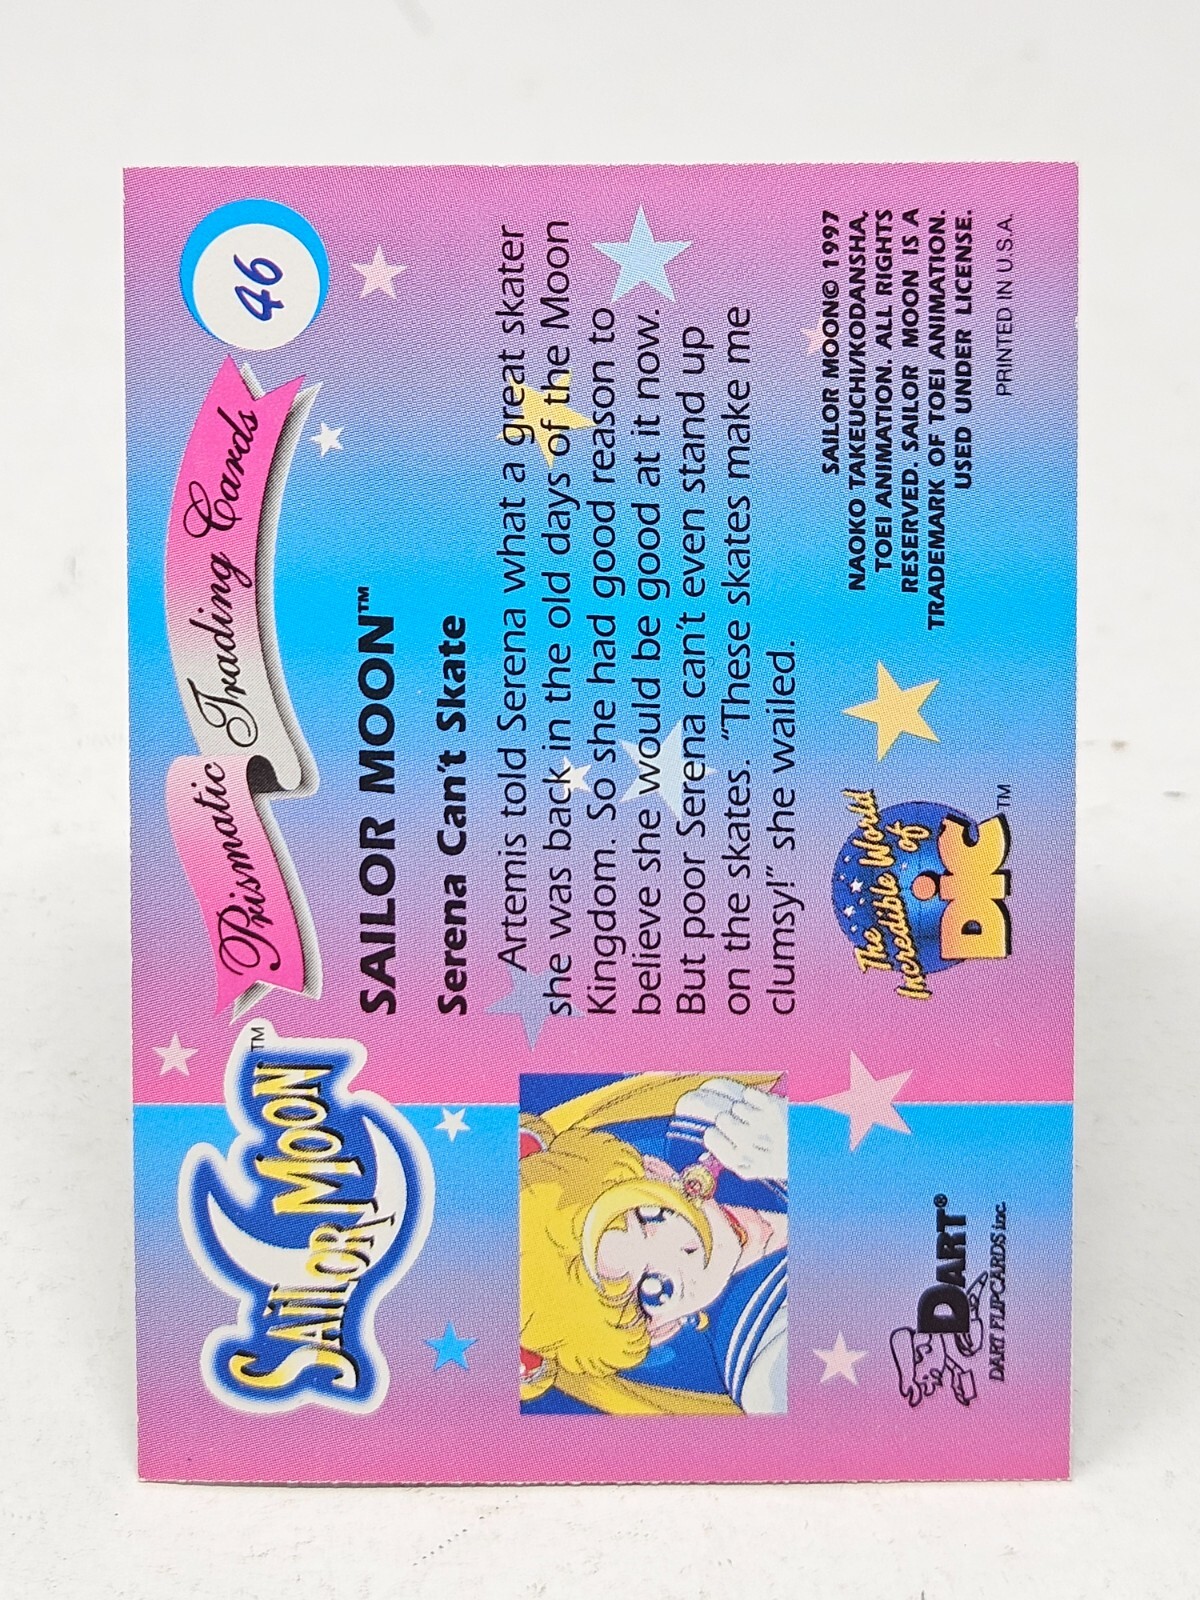 SAILOR MOON™
Prismatic Trading Cards
46
SAILOR MOON™
Serena Can't Skate
Artemis told Serena what a great skater
she was back in the old days of the Moon
Kingdom. So she had good reason to
believe she would be good at it now.
But poor Serena can't even stand up
on the skates. "These skates make me
clumsy!" she wailed.
The
Incredible World
of
DIC™
SAILOR MOON© 1997
NAOKO TAKEUCHI/KODANSHA,
TOEI ANIMATION. ALL RIGHTS
RESERVED. SAILOR MOON IS A
TRADEMARK OF TOEI ANIMATION.
USED UNDER LICENSE.
PRINTED IN U.S.A.
DART®
DART FLIPCARDS inc.